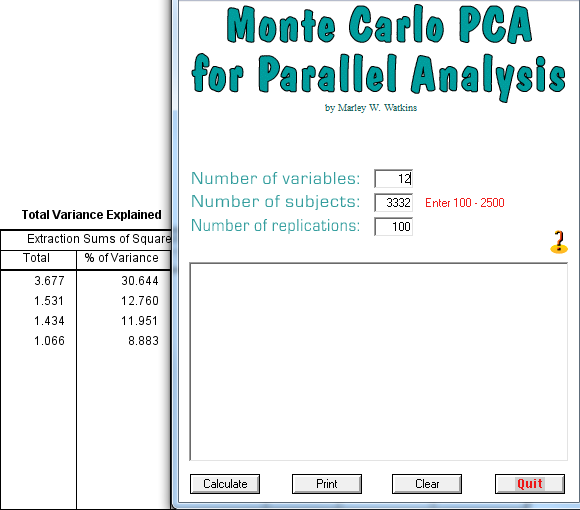 Monte Carlo PCA
for Parallel Analysis
by Marley W. Watkins
Number of variables: 12
Number of subjects: 3332 Enter 100 - 2500
Number of replications: 100
?
Total Variance Explained
Extraction Sums of Square
Total % of Variance
3.677 30.644
1.531 12.760
1.434 11.951
1.066 8.883
Calculate Print Clear Quit